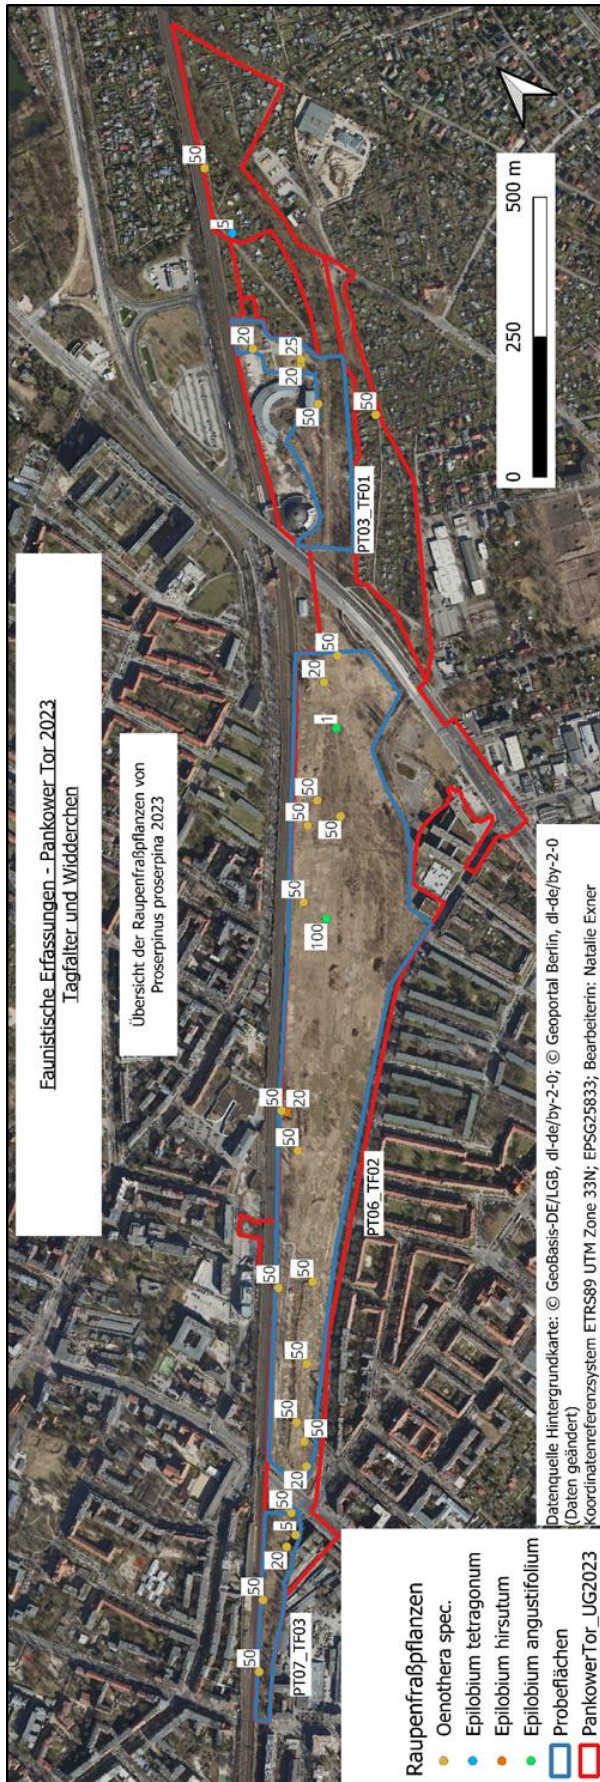 Faunistische Erfassungen - Pankower Tor 2023
Tagfalter und Widderchen
Übersicht der Raupenfraßpflanzen von
Proserpinus proserpina 2023
50
50
20
5
50
PT07_TF03
20
50
50
50
50
50
50
50
20
PT06_TF02
100
50
50
50
50
1
20
50
PT03_TF01
50
20
25
20
50
5
50
0
250
500 m
Raupenfraßpflanzen
Oenothera spec.
Epilobium tetragonum
Epilobium hirsutum
Epilobium angustifolium
Probeflächen
PankowerTor_UG2023
Datenquelle Hintergrundkarte: © GeoBasis-DE/LGB, dl-de/by-2-0; © Geoportal Berlin, dl-de/by-2-0
(Daten geändert)
Koordinatenreferenzsystem ETRS89 UTM Zone 33N; EPSG25833; Bearbeiterin: Natalie Exner